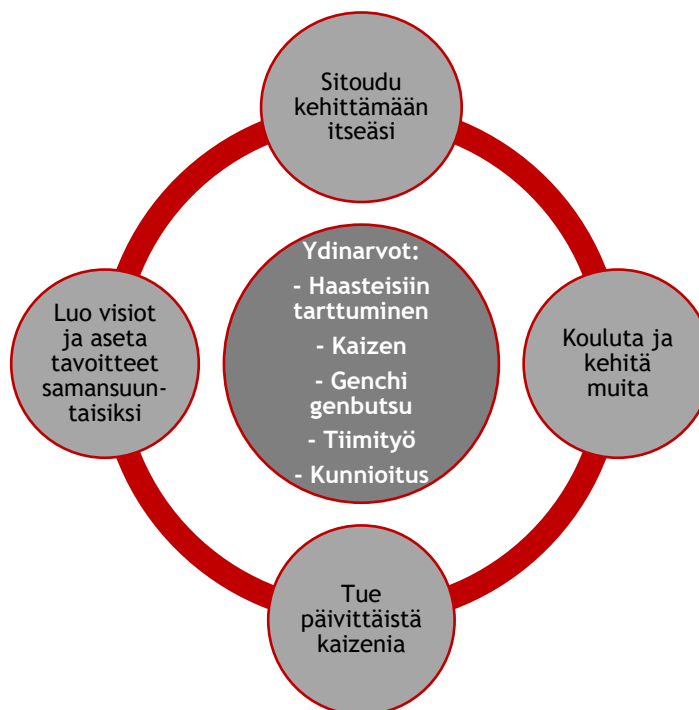 Sitoudu
kehittämään
itseäsi
Ydinarvot:
- Haasteisiin
tarttuminen
- Kaizen
- Genchi
genbutsu
- Tiimityö
- Kunnioitus
Luo visiot
ja aseta
tavoitteet
samansuun-
taisiksi
Kouluta ja
kehitä
muita
Tue
päivittäistä
kaizenia